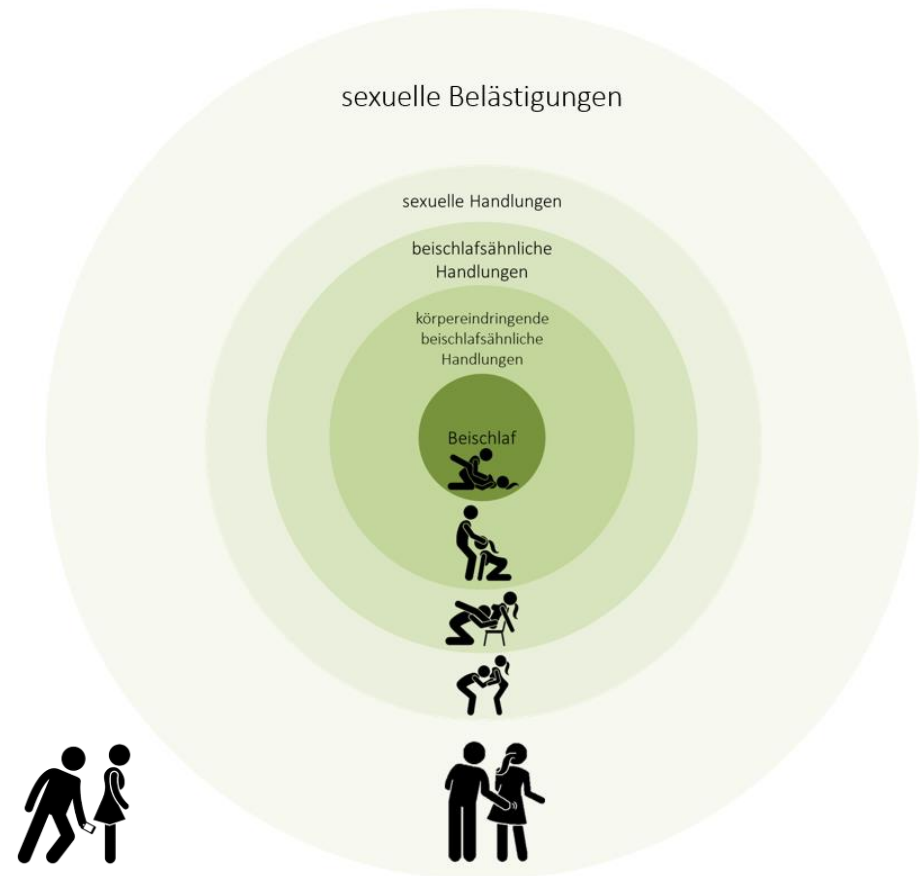 sexuelle Belästigungen
sexuelle Handlungen
beischlafsähnliche
Handlungen
körpereindringende
beischlafsähnliche
Handlungen
Beischlaf